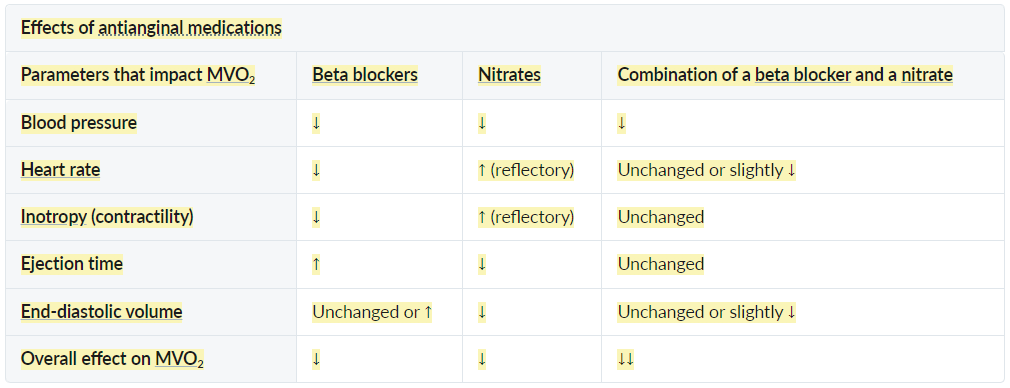 Effects of antianginal medications
Parameters that impact MVO₂ Beta blockers Nitrates Combination of a beta blocker and a nitrate
Blood pressure ↓ ↓ ↓
Heart rate ↓ ↑ (reflectory) Unchanged or slightly ↓
Inotropy (contractility) ↓ ↑ (reflectory) Unchanged
Ejection time ↑ ↓ Unchanged
End-diastolic volume Unchanged or ↑ ↓ Unchanged or slightly ↓
Overall effect on MVO₂ ↓ ↓ ↓↓